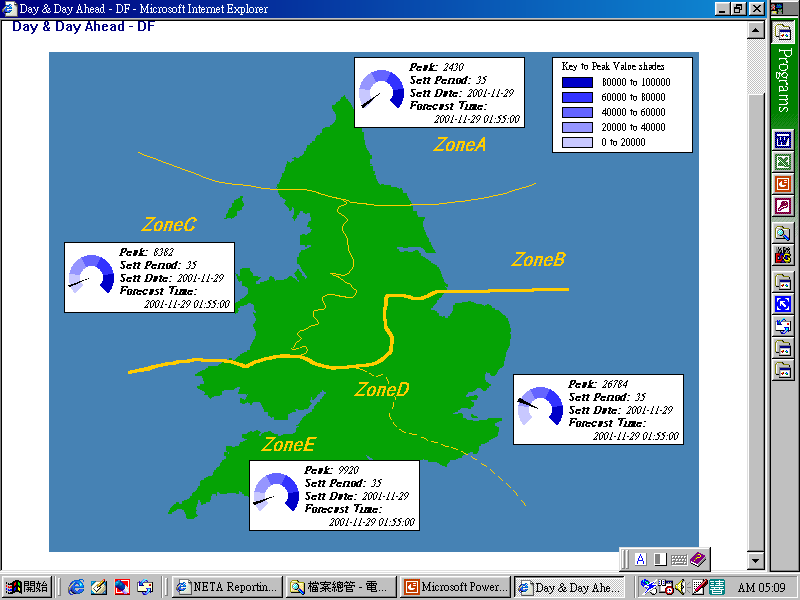 Day & Day Ahead - DF - Microsoft Internet Explorer
Day & Day Ahead - DF
Peak: 2430
Sett Period: 35
Sett Date: 2001-11-29
Forecast Time:
2001-11-29 01:55:00
Key to Peak Value shades
80000 to 100000
60000 to 80000
40000 to 60000
20000 to 40000
0 to 20000
Programs
ZoneA
ZoneC
Peak: 8382
Sett Period: 35
Sett Date: 2001-11-29
Forecast Time:
2001-11-29 01:55:00
ZoneB
ZoneD
Peak: 26784
Sett Period: 35
Sett Date: 2001-11-29
Forecast Time:
2001-11-29 01:55:00
ZoneE
Peak: 9920
Sett Period: 35
Sett Date: 2001-11-29
Forecast Time:
2001-11-29 01:55:00
A
開始
NETA Reportin...
檔案總管 - 電...
Microsoft Power...
Day & Day Ahe...
AM 05:09